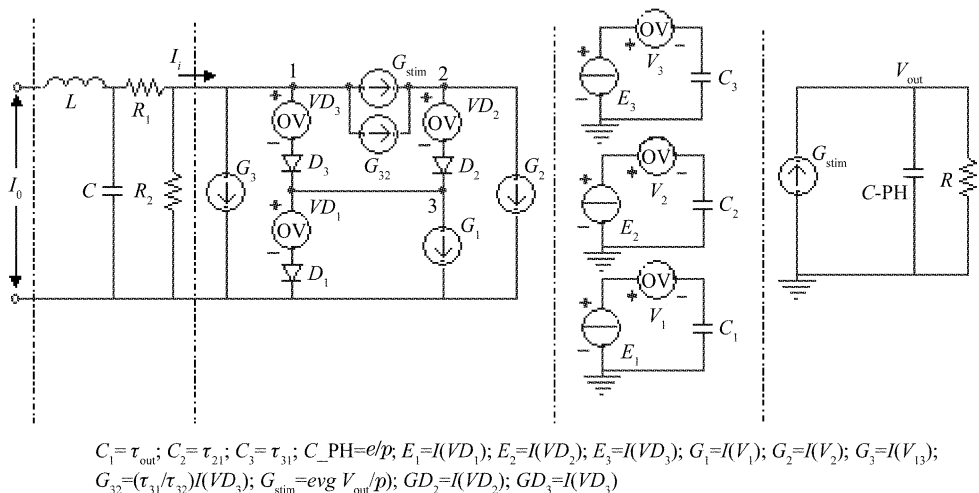 I_i
1
G_stim
2
L
R_1
VD_3
OV
VD_2
OV
D_3
G_32
D_2
I_0
C
R_2
G_3
G_2
VD_1
OV
3
G_1
D_1
OV
V_3
C_3
E_3
OV
V_2
C_2
E_2
OV
V_1
C_1
E_1
V_out
G_stim
C-PH
R
C_1=τ_out; C_2=τ_21; C_3=τ_31; C_PH=e/p; E_1=I(VD_1); E_2=I(VD_2); E_3=I(VD_3); G_1=I(V_1); G_2=I(V_2); G_3=I(V_13);
G_32=(τ_31/τ_32)I(VD_3); G_stim=evg V_out/p); GD_2=I(VD_2); GD_3=I(VD_3)